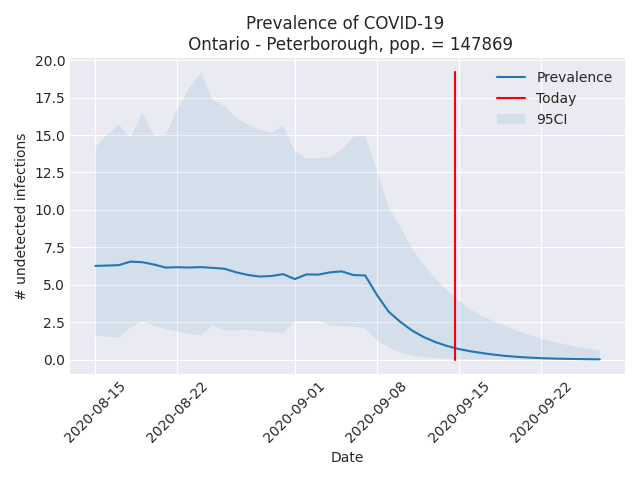 Prevalence of COVID-19
Ontario - Peterborough, pop. = 147869
# undetected infections
20.0
17.5
15.0
12.5
10.0
7.5
5.0
2.5
0.0
Prevalence
Today
95CI
2020-08-15
2020-08-22
2020-09-01
2020-09-08
2020-09-15
2020-09-22
Date